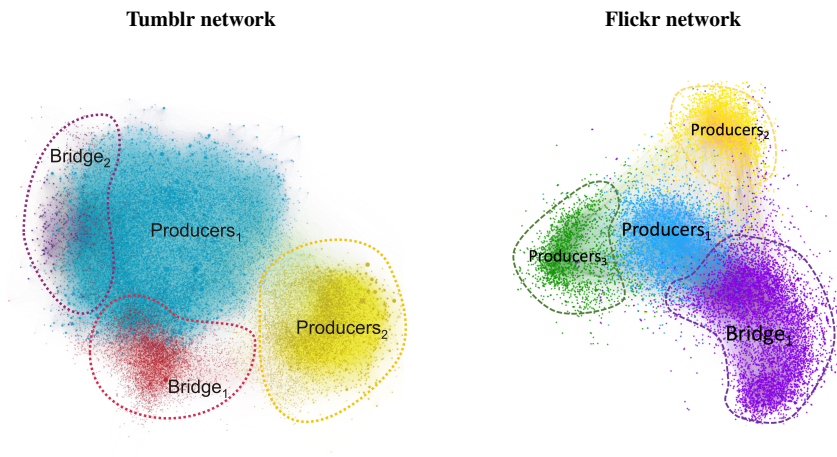 Tumblr network
Flickr network
Bridge₂
Producers₁
Producers₂
Bridge₁
Producers₂
Producers₁
Producers₃
Bridge₁